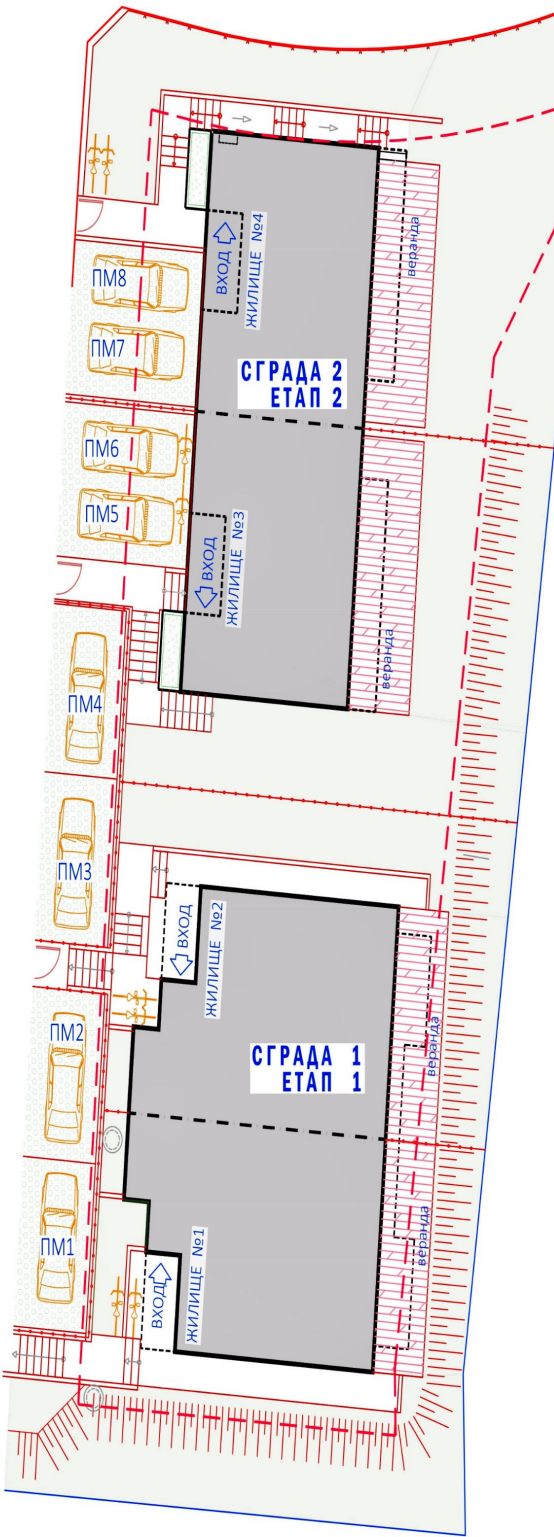 ПМ8
ВХОД
ЖИЛИЩЕ №4
веранда
ПМ7
СГРАДА 2
ЕТАП 2
ПМ6
ПМ5
ВХОД
ЖИЛИЩЕ №3
веранда
ПМ4
ПМ3
ВХОД
ЖИЛИЩЕ №2
ПМ2
СГРАДА 1
ЕТАП 1
веранда
ПМ1
ВХОД
ЖИЛИЩЕ №1
веранда